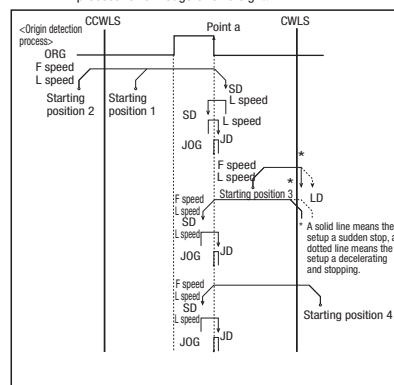 CCWLS
Point a
CWLS
<Origin detection
process>
ORG
F speed
L speed
SD
Starting
position 2
Starting
position 1
L speed
SD
L speed
JOG
JD
F speed
L speed
*
*
Starting position 3
LD
F speed
L speed
SD
* A solid line means the
setup a sudden stop, a
dotted line means the
setup a decelerating
and stopping.
L speed
JOG
JD
F speed
L speed
SD
Starting position 4
L speed
JOG
JD